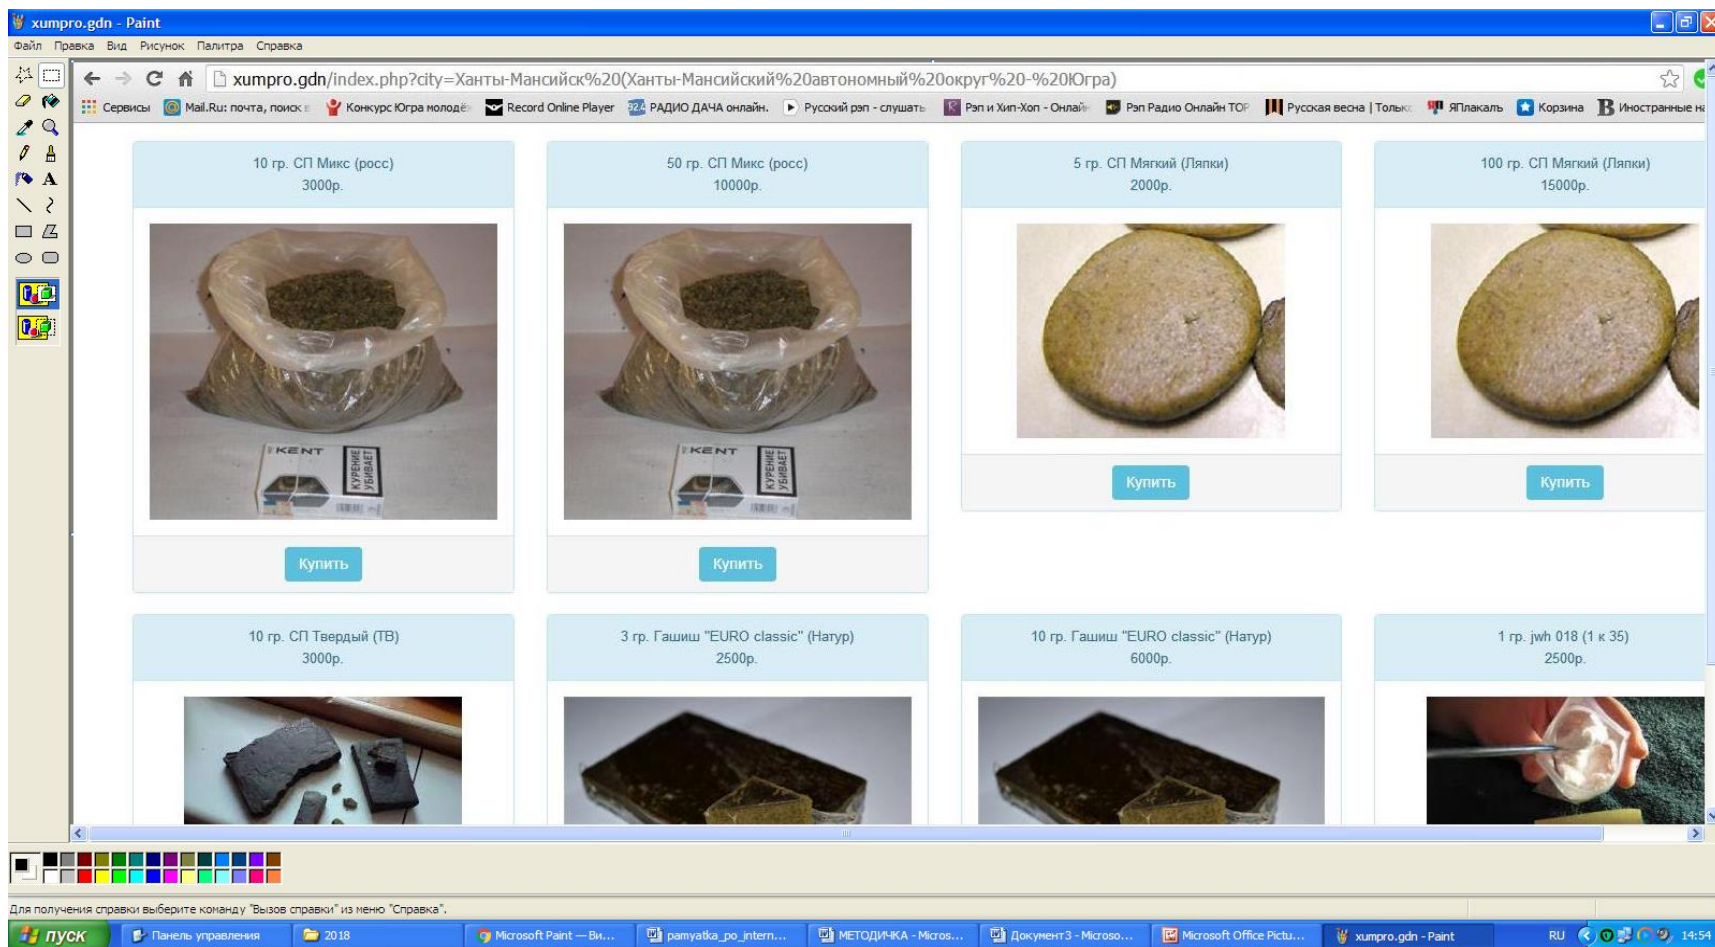 xumpro.gdn - Paint
Файл Правка Вид Рисунок Палитра Справка
xumpro.gdn/index.php?city=Ханты-Мансийск%20(Ханты-Мансийский%20автономный%20округ%20-%20Югра)
Сервисы Mail.Ru: почта, поиск Конкурс Югра молодё Record Online Player РАДИО ДАЧА онлайн. Русский рэп - слушать Рэп и Хип-Хоп - Онлай Рэп Радио Онлайн TOP Русская весна | Тольк ЯПлакалъ Корзина Иностранные на
10 гр. СП Микс (росс)
3000р.
50 гр. СП Микс (росс)
10000р.
5 гр. СП Мягкий (Ляпки)
2000р.
100 гр. СП Мягкий (Ляпки)
15000р.
KENT
КУРЕНИЕ
УБИВАЕТ
KENT
КУРЕНИЕ
УБИВАЕТ
Купить
Купить
Купить
Купить
10 гр. СП Твердый (ТВ)
3000р.
3 гр. Гашиш "EURO classic" (Натур)
2500р.
10 гр. Гашиш "EURO classic" (Натур)
6000р.
1 гр. jwh 018 (1 к 35)
2500р.
Для получения справки выберите команду "Вызов справки" из меню "Справка".
пуск Панель управления 2018 Microsoft Paint — Ви... pamyatka_po_intern... МЕТОДИЧКА - Micros... Документ3 - Microso... Microsoft Office Pictu... xumpro.gdn - Paint RU 14:54